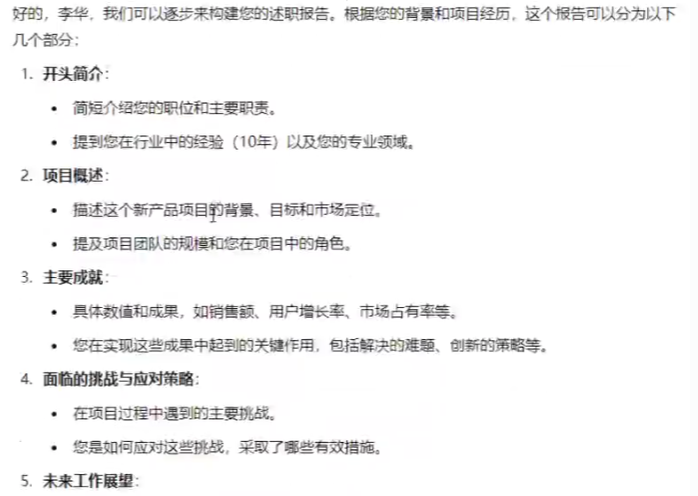 好的，李华，我们可以逐步来构建您的述职报告。根据您的背景和项目经历，这个报告可以分为以下
几个部分：
1. 开头简介：
• 简短介绍您的职位和主要职责。
• 提到您在行业中的经验（10年）以及您的专业领域。
2. 项目概述：
• 描述这个新产品项目的背景、目标和市场定位。
• 提及项目团队的规模和您在项目中的角色。
3. 主要成就：
• 具体数值和成果，如销售额、用户增长率、市场占有率等。
• 您在实现这些成果中起到的关键作用，包括解决的难题、创新的策略等。
4. 面临的挑战与应对策略：
• 在项目过程中遇到的主要挑战。
• 您是如何应对这些挑战，采取了哪些有效措施。
5. 未来工作展望：